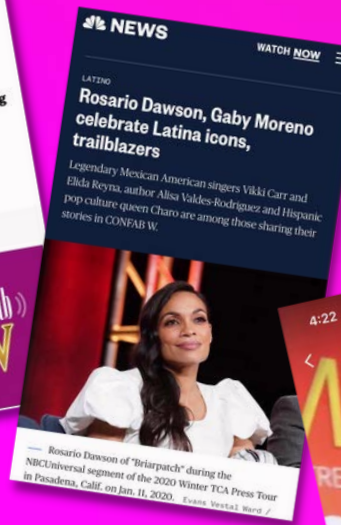 NEWS
WATCH NOW
LATINO
Rosario Dawson, Gaby Moreno
celebrate Latina icons,
trailblazers
Legendary Mexican American singers Vikki Carr and
Elida Reyna, author Alisa Valdes-Rodriguez and Hispanic
pop culture queen Charo are among those sharing their
stories in CONFAB W.
Rosario Dawson of "Briarpatch" during the
NBCUniversal segment of the 2020 Winter TCA Press Tour
in Pasadena, Calif. on Jan. 11, 2020. Evans Vestal Ward /
4:22